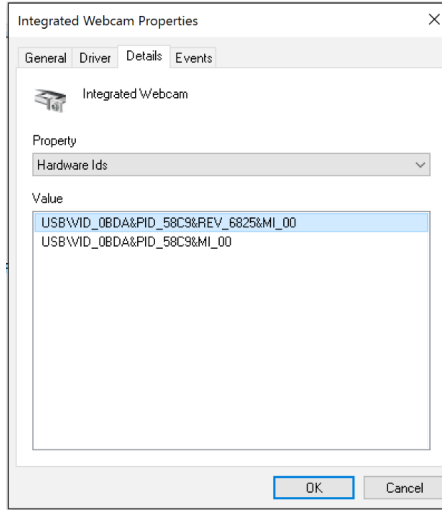 Integrated Webcam Properties
General Driver Details Events
Integrated Webcam
Property
Hardware Ids
Value
USB\VID_0BDA&PID_58C9&REV_6825&MI_00
USB\VID_0BDA&PID_58C9&MI_00
OK Cancel